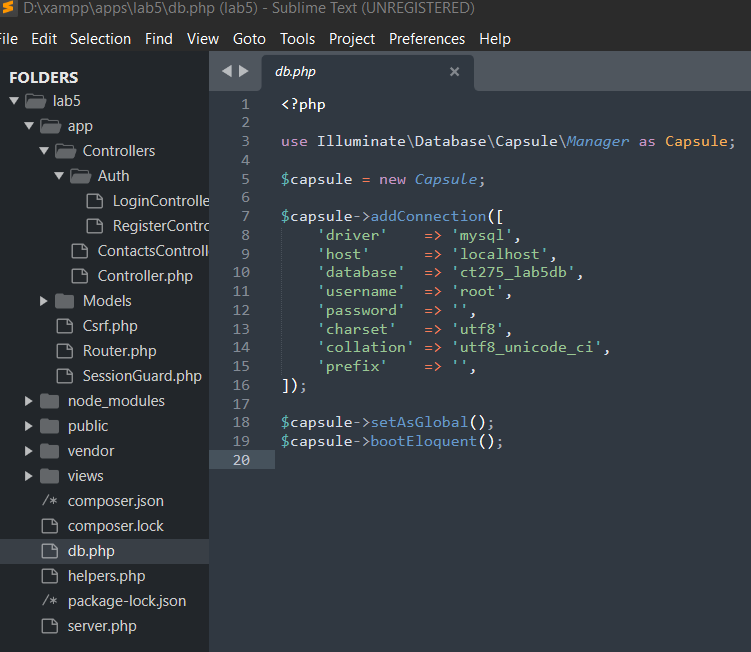 D:\xampp\apps\lab5\db.php (lab5) - Sublime Text (UNREGISTERED)
File Edit Selection Find View Goto Tools Project Preferences Help
FOLDERS
lab5
app
Controllers
Auth
LoginControlle
RegisterContro
ContactsControll
Controller.php
Models
Csrf.php
Router.php
SessionGuard.php
node_modules
public
vendor
views
/* composer.json
composer.lock
db.php
helpers.php
/* package-lock.json
server.php
db.php ×
1 <?php
2
3 use Illuminate\Database\Capsule\Manager as Capsule;
4
5 $capsule = new Capsule;
6
7 $capsule->addConnection([
8     'driver'    => 'mysql',
9     'host'      => 'localhost',
10     'database'  => 'ct275_lab5db',
11     'username'  => 'root',
12     'password'  => '',
13     'charset'   => 'utf8',
14     'collation' => 'utf8_unicode_ci',
15     'prefix'    => '',
16 ]);
17
18 $capsule->setAsGlobal();
19 $capsule->bootEloquent();
20